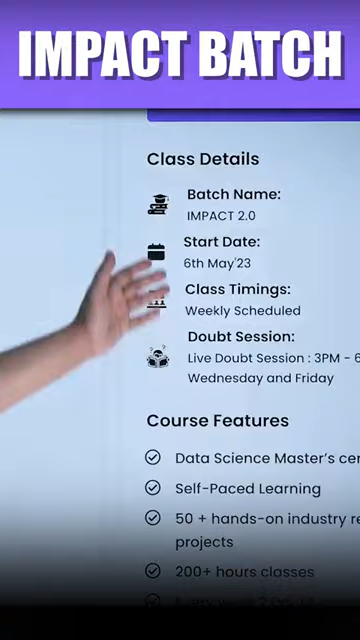 IMPACT BATCH
Class Details
Batch Name:
IMPACT 2.0
Start Date:
6th May'23
Class Timings:
Weekly Scheduled
Doubt Session:
Live Doubt Session : 3PM - 6
Wednesday and Friday
Course Features
Data Science Master's cer
Self-Paced Learning
50 + hands-on industry re
projects
200+ hours classes